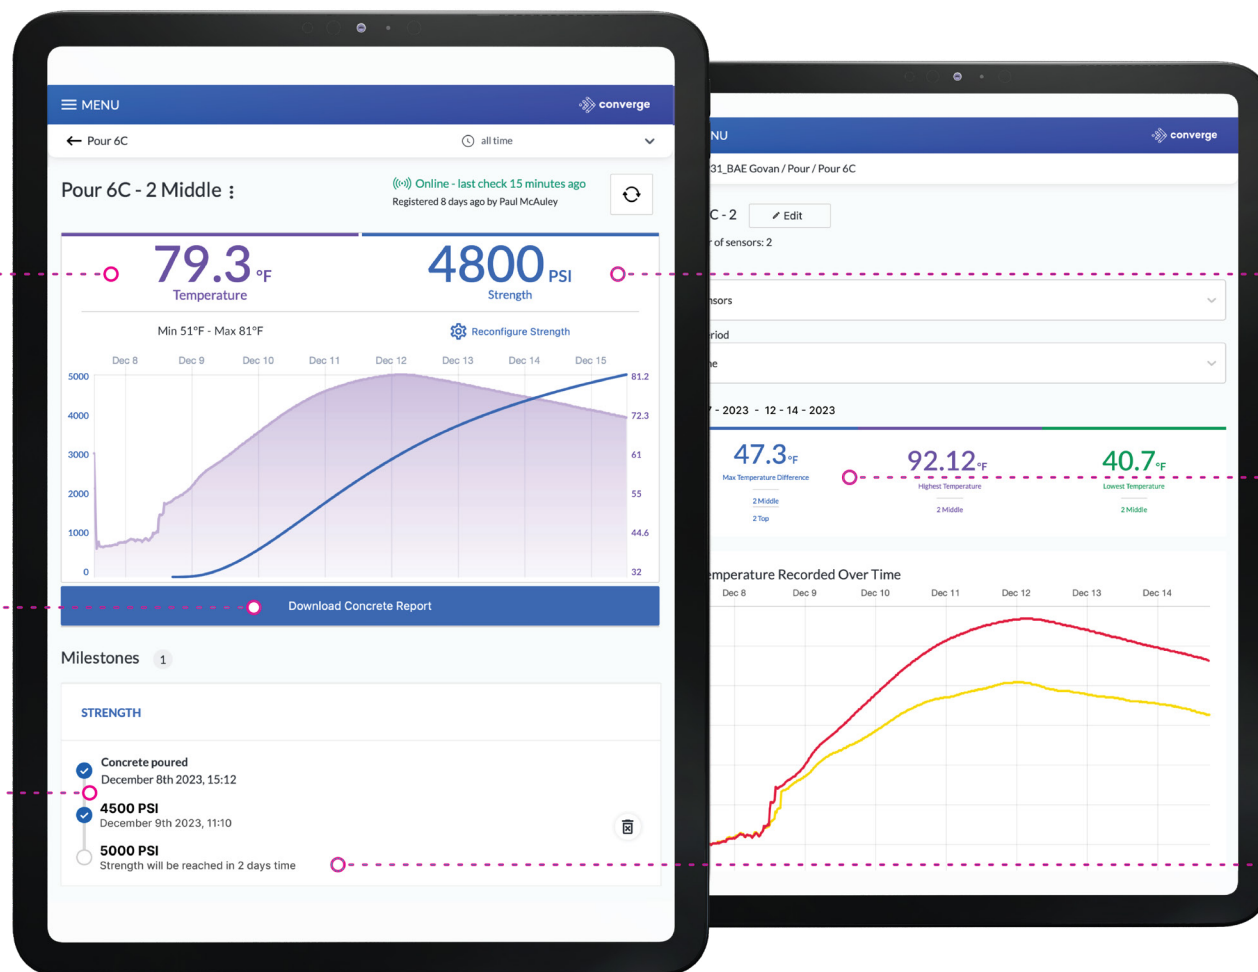 MENU
converge
Pour 6C
all time
Pour 6C - 2 Middle
Online - last check 15 minutes ago
Registered 8 days ago by Paul McAuley
79.3 °F
Temperature
4800 PSI
Strength
Min 51°F - Max 81°F
Reconfigure Strength
Dec 8 Dec 9 Dec 10 Dec 11 Dec 12 Dec 13 Dec 14 Dec 15
5000 81.2
4000 72.3
3000 61
2000 55
1000 44.6
0 32
Download Concrete Report
Milestones 1
STRENGTH
Concrete poured
December 8th 2023, 15:12
4500 PSI
December 9th 2023, 11:10
5000 PSI
Strength will be reached in 2 days time
NU
converge
31_BAE Govan / Pour / Pour 6C
C - 2
Edit
r of sensors: 2
nsors
riod
ne
- 2023 - 12 - 14 - 2023
47.3 °F
Max Temperature Difference
2 Middle
2 Top
92.12 °F
Highest Temperature
2 Middle
40.7 °F
Lowest Temperature
2 Middle
emperature Recorded Over Time
Dec 8 Dec 9 Dec 10 Dec 11 Dec 12 Dec 13 Dec 14